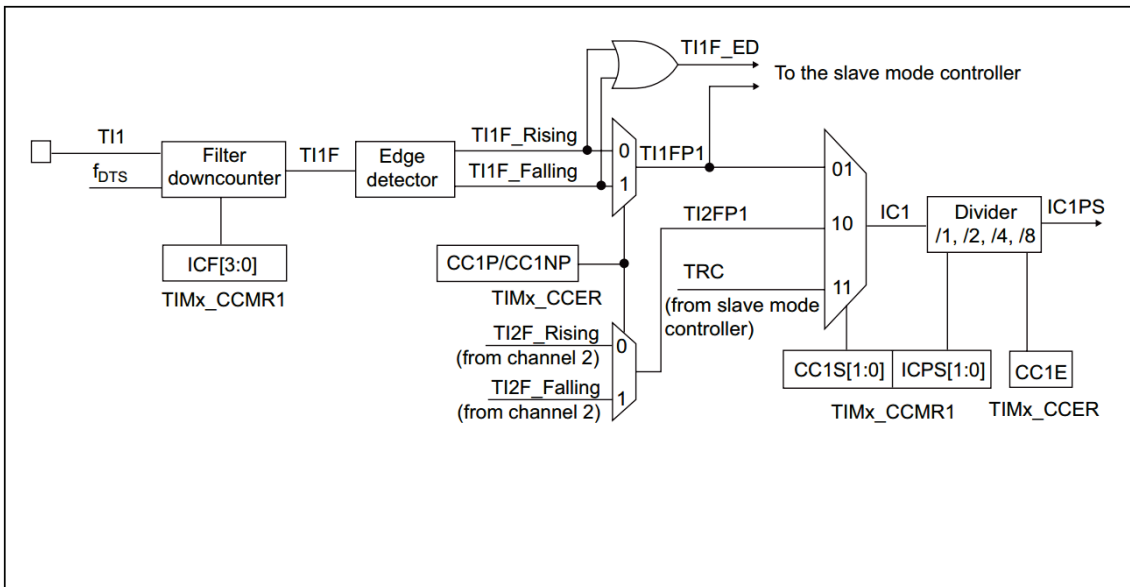 TI1F_ED
To the slave mode controller
TI1
fDTS
Filter
downcounter
TI1F
Edge
detector
TI1F_Rising
TI1F_Falling
0
1
TI1FP1
01
TI2FP1
10
IC1
Divider
/1, /2, /4, /8
IC1PS
ICF[3:0]
TIMx_CCMR1
CC1P/CC1NP
TIMx_CCER
TRC
11
(from slave mode
controller)
TI2F_Rising
0
(from channel 2)
TI2F_Falling
1
(from channel 2)
CC1S[1:0]
ICPS[1:0]
CC1E
TIMx_CCMR1
TIMx_CCER